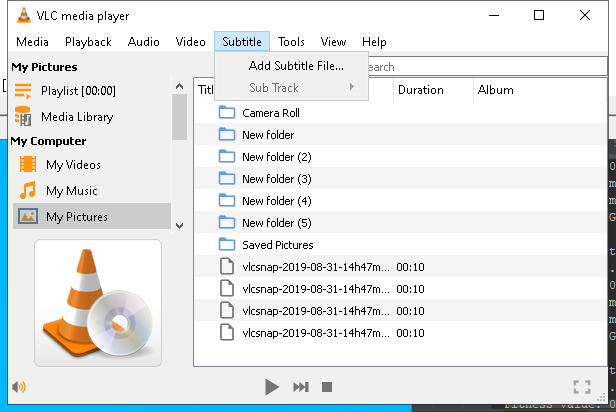 VLC media player
Media Playback Audio Video Subtitle Tools View Help
My Pictures
Playlist [00:00]
Media Library
My Computer
My Videos
My Music
My Pictures
Add Subtitle File...
Sub Track
earch
Titl Duration Album
Camera Roll
New folder
New folder (2)
New folder (3)
New folder (4)
New folder (5)
Saved Pictures
vlcsnap-2019-08-31-14h47m... 00:10
vlcsnap-2019-08-31-14h47m... 00:10
vlcsnap-2019-08-31-14h47m... 00:10
vlcsnap-2019-08-31-14h47m... 00:10